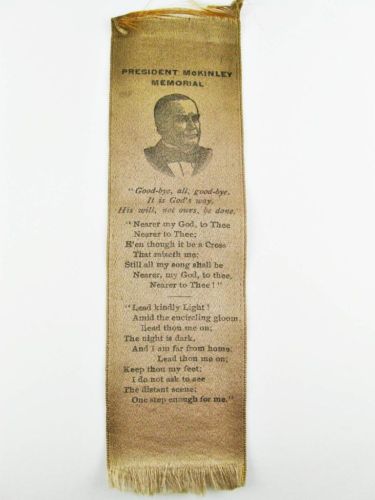 PRESIDENT McKINLEY
MEMORIAL
"Good-bye, all, good-bye.
It is God's way.
His will, not ours, be done."
"Nearer my God, to Thee
Nearer to Thee;
E'en though it be a Cross
That raiseth me;
Still all my song shall be
Nearer, my God, to thee,
Nearer to Thee!"
"Lead kindly Light!
Amid the encircling gloom,
Lead thou me on;
The night is dark,
And I am far from home;
Lead thou me on;
Keep thou my feet;
I do not ask to see
The distant scene;
One step enough for me."